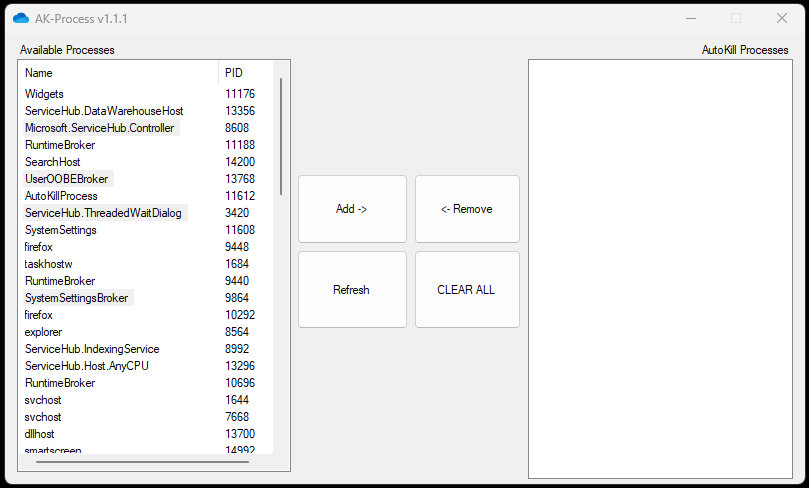 AK-Process v1.1.1
Available Processes
AutoKill Processes
Name PID
Widgets 11176
ServiceHub.DataWarehouseHost 13356
Microsoft.ServiceHub.Controller 8608
RuntimeBroker 11188
SearchHost 14200
UserOOBEBroker 13768
AutoKillProcess 11612
ServiceHub.ThreadedWaitDialog 3420
SystemSettings 11608
firefox 9448
taskhostw 1684
RuntimeBroker 9440
SystemSettingsBroker 9864
firefox 10292
explorer 8564
ServiceHub.IndexingService 8992
ServiceHub.Host.AnyCPU 13296
RuntimeBroker 10696
svchost 1644
svchost 7668
dllhost 13700
smartscreen 14992
Add ->
<- Remove
Refresh
CLEAR ALL